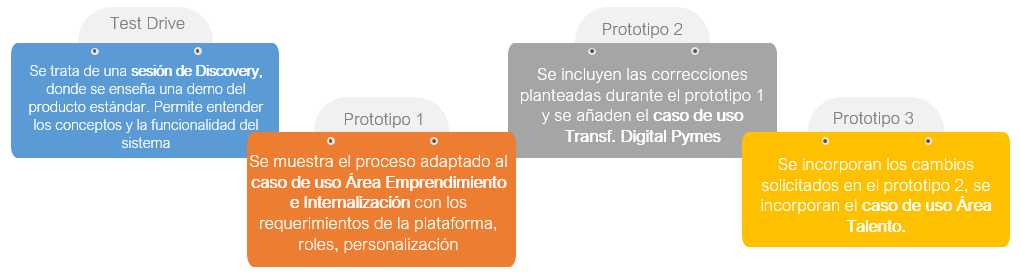 Test Drive
Se trata de una sesión de Discovery,
donde se enseña una demo del
producto estándar. Permite entender
los conceptos y la funcionalidad del
sistema
Prototipo 1
Se muestra el proceso adaptado al
caso de uso Área Emprendimiento
e Internalización con los
requerimientos de la plataforma,
roles, personalización
Prototipo 2
Se incluyen las correcciones
planteadas durante el prototipo 1
y se añaden el caso de uso
Transf. Digital Pymes
Prototipo 3
Se incorporan los cambios
solicitados en el prototipo 2, se
incorporan el caso de uso Área
Talento.